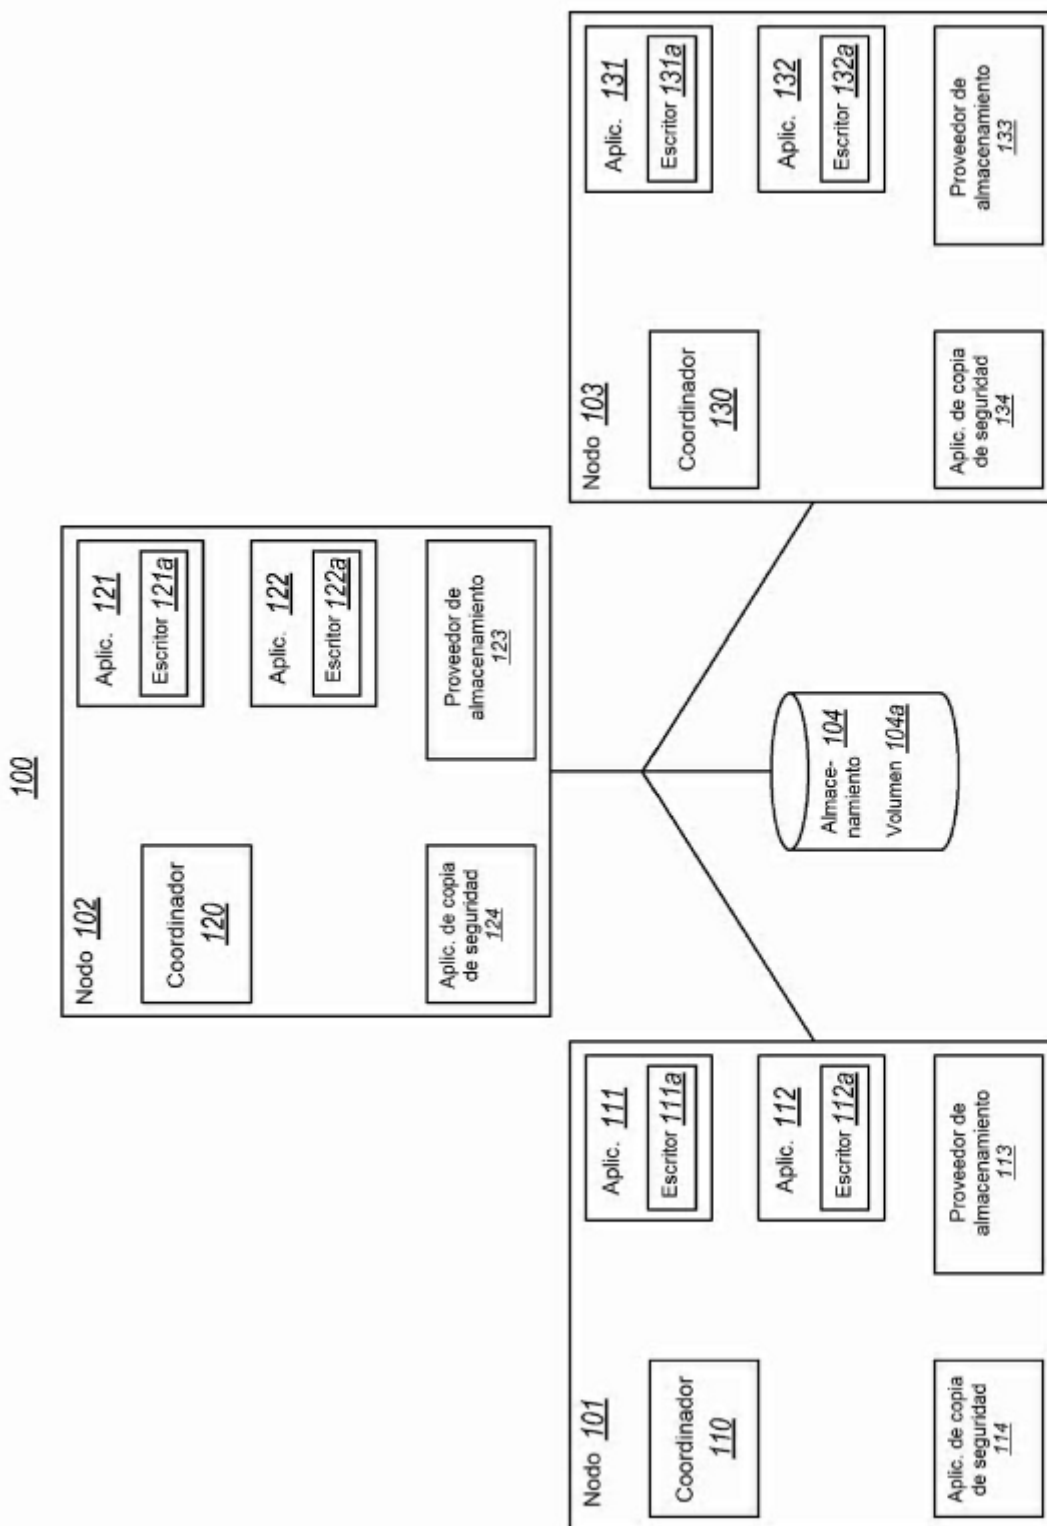 100
Nodo 102
Coordinador
120
Aplic. de copia
de seguridad
124
Aplic. 121
Escritor 121a
Aplic. 122
Escritor 122a
Proveedor de
almacenamiento
123
Nodo 101
Coordinador
110
Aplic. de copia
de seguridad
114
Aplic. 111
Escritor 111a
Aplic. 112
Escritor 112a
Proveedor de
almacenamiento
113
Almace- 104
namiento
Volumen 104a
Nodo 103
Coordinador
130
Aplic. de copia
de seguridad
134
Aplic. 131
Escritor 131a
Aplic. 132
Escritor 132a
Proveedor de
almacenamiento
133